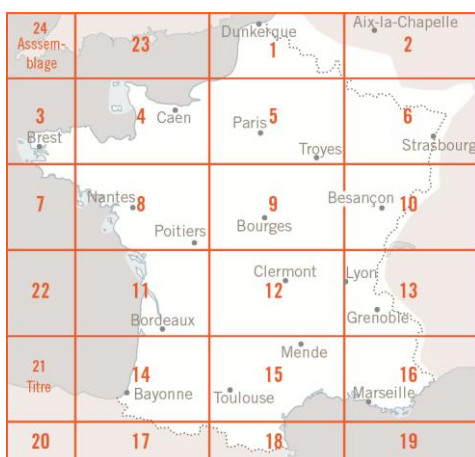 24
Asssem-
blage
23
Dunkerque
1
Aix-la-Chapelle
2
3
Brest
4
Caen
5
Paris
Troyes
6
Strasbourg
7
Nantes
8
Poitiers
9
Bourges
Besançon
10
22
11
Bordeaux
Clermont
12
Lyon
13
Grenoble
21
Titre
14
Bayonne
Mende
15
Toulouse
16
Marseille
20
17
18
19